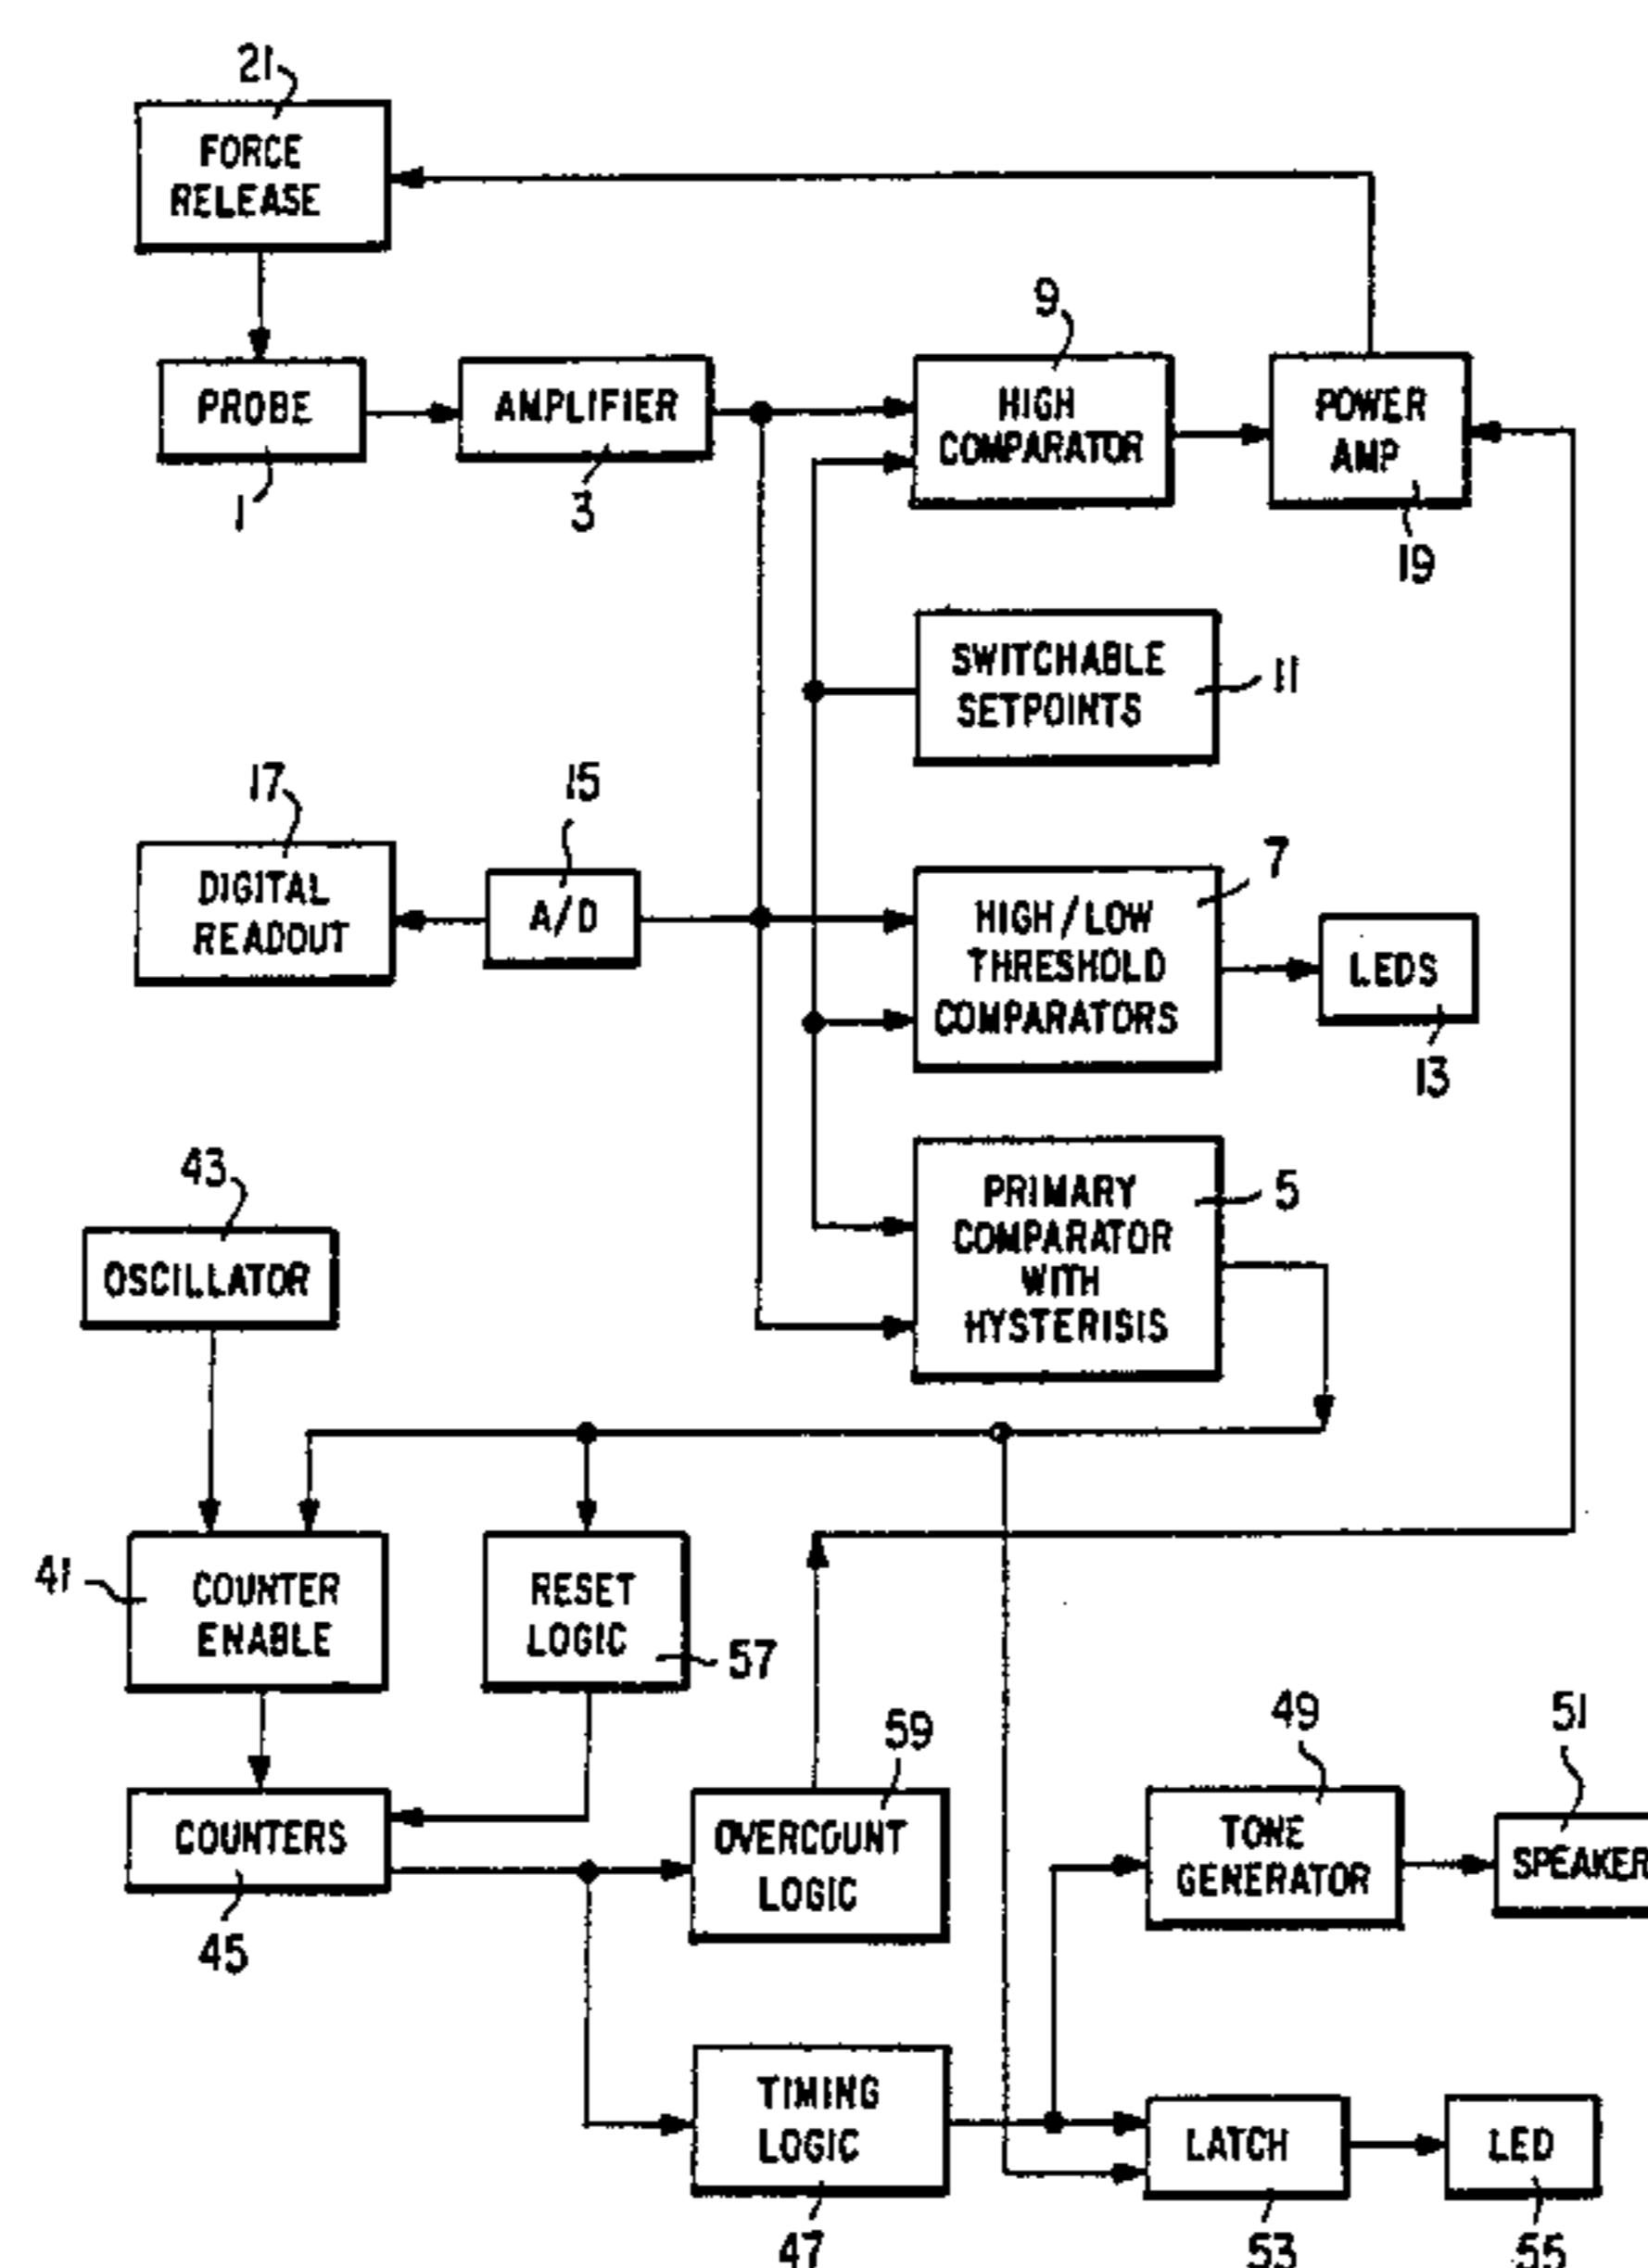 21
FORCE
RELEASE
9
PROBE
AMPLIFIER
HIGH
COMPARATOR
POWER
AMP
1
3
19
SWITCHABLE
SETPOINTS
11
17
15
7
DIGITAL
READOUT
A/D
HIGH/LOW
THRESHOLD
COMPARATORS
LEDS
13
43
OSCILLATOR
PRIMARY
COMPARATOR
WITH
HYSTERISIS
5
41
COUNTER
ENABLE
RESET
LOGIC
57
59
49
51
COUNTERS
OVERCOUNT
LOGIC
TONE
GENERATOR
SPEAKER
45
TIMING
LOGIC
LATCH
LED
47
53
55